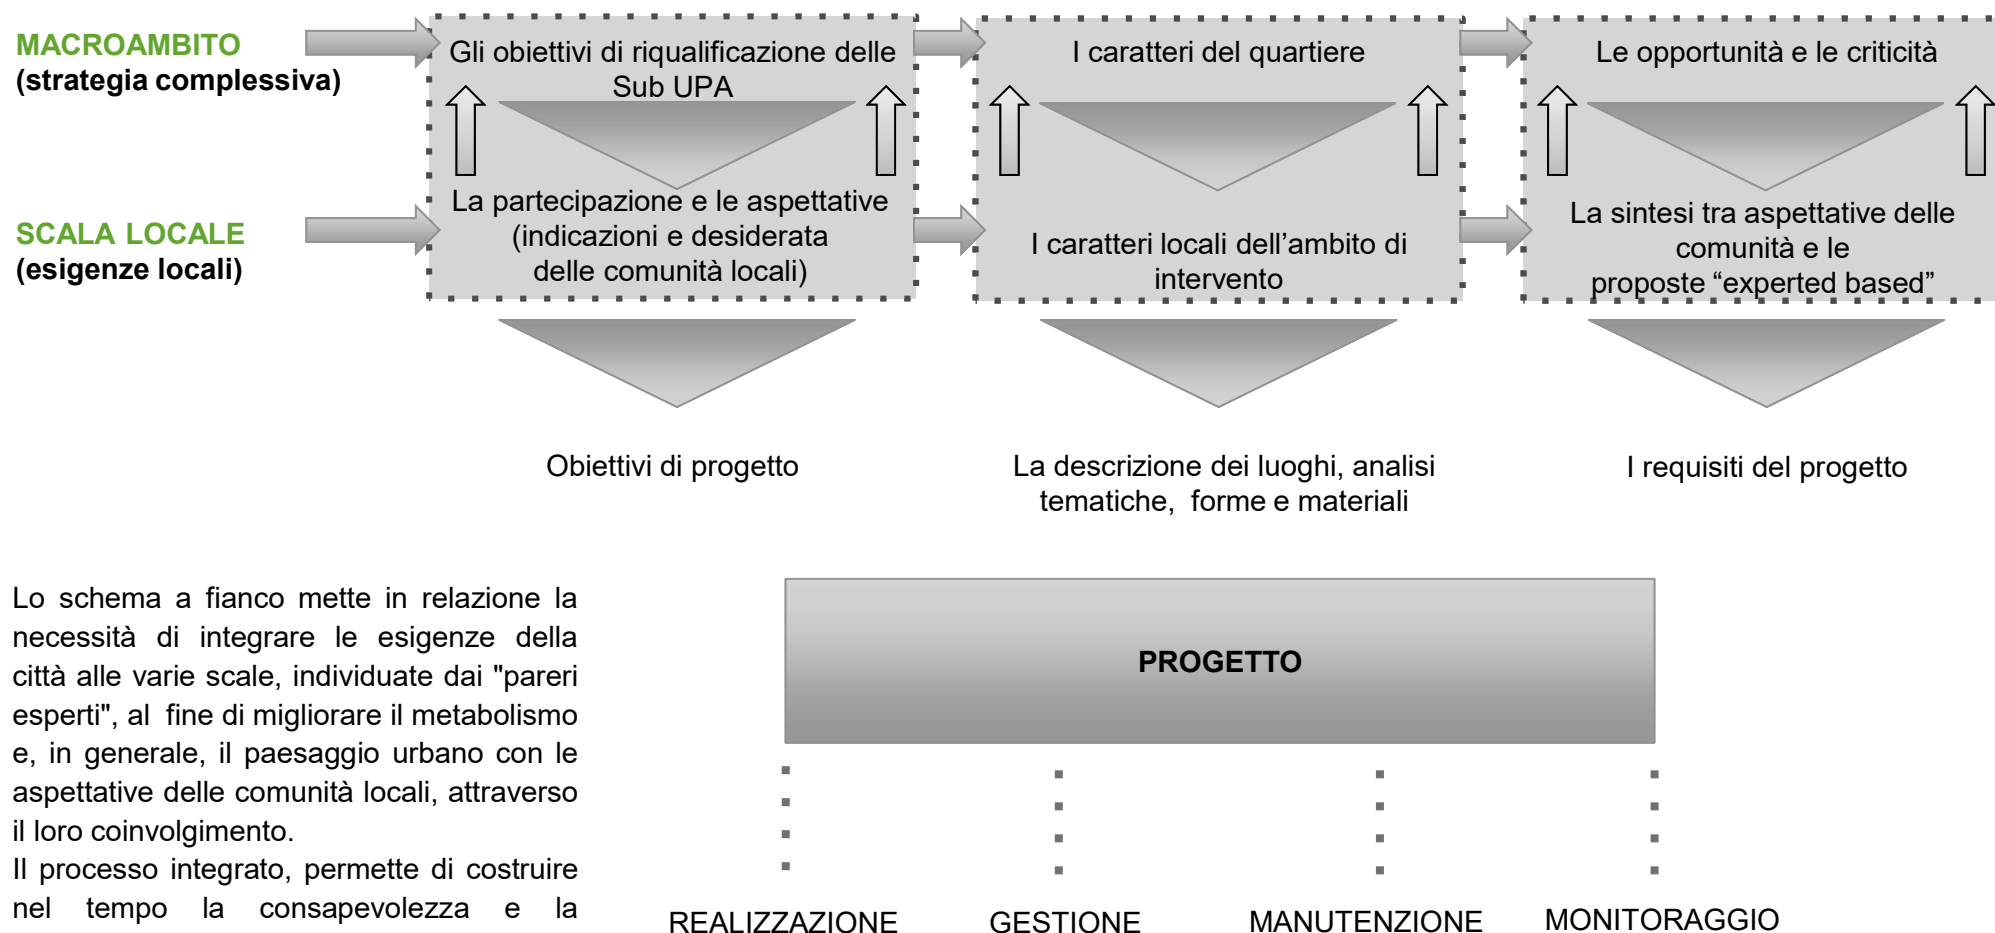 MACROAMBITO
(strategia complessiva)
Gli obiettivi di riqualificazione delle
Sub UPA
I caratteri del quartiere
Le opportunità e le criticità
SCALA LOCALE
(esigenze locali)
La partecipazione e le aspettative
(indicazioni e desiderata
delle comunità locali)
I caratteri locali dell'ambito di
intervento
La sintesi tra aspettative delle
comunità e le
proposte “experted based”
Obiettivi di progetto
La descrizione dei luoghi, analisi
tematiche, forme e materiali
I requisiti del progetto
Lo schema a fianco mette in relazione la
necessità di integrare le esigenze della
città alle varie scale, individuate dai "pareri
esperti", al fine di migliorare il metabolismo
e, in generale, il paesaggio urbano con le
aspettative delle comunità locali, attraverso
il loro coinvolgimento.
Il processo integrato, permette di costruire
nel tempo la consapevolezza e la
PROGETTO
REALIZZAZIONE
GESTIONE
MANUTENZIONE
MONITORAGGIO